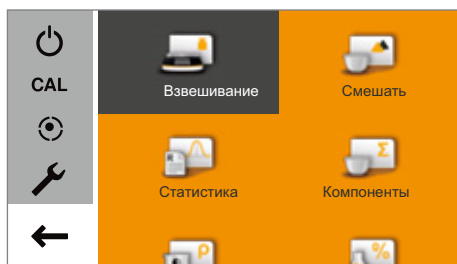 CAL
Взвешивание
Смешать
Σ
Статистика
Компоненты
ρ
%